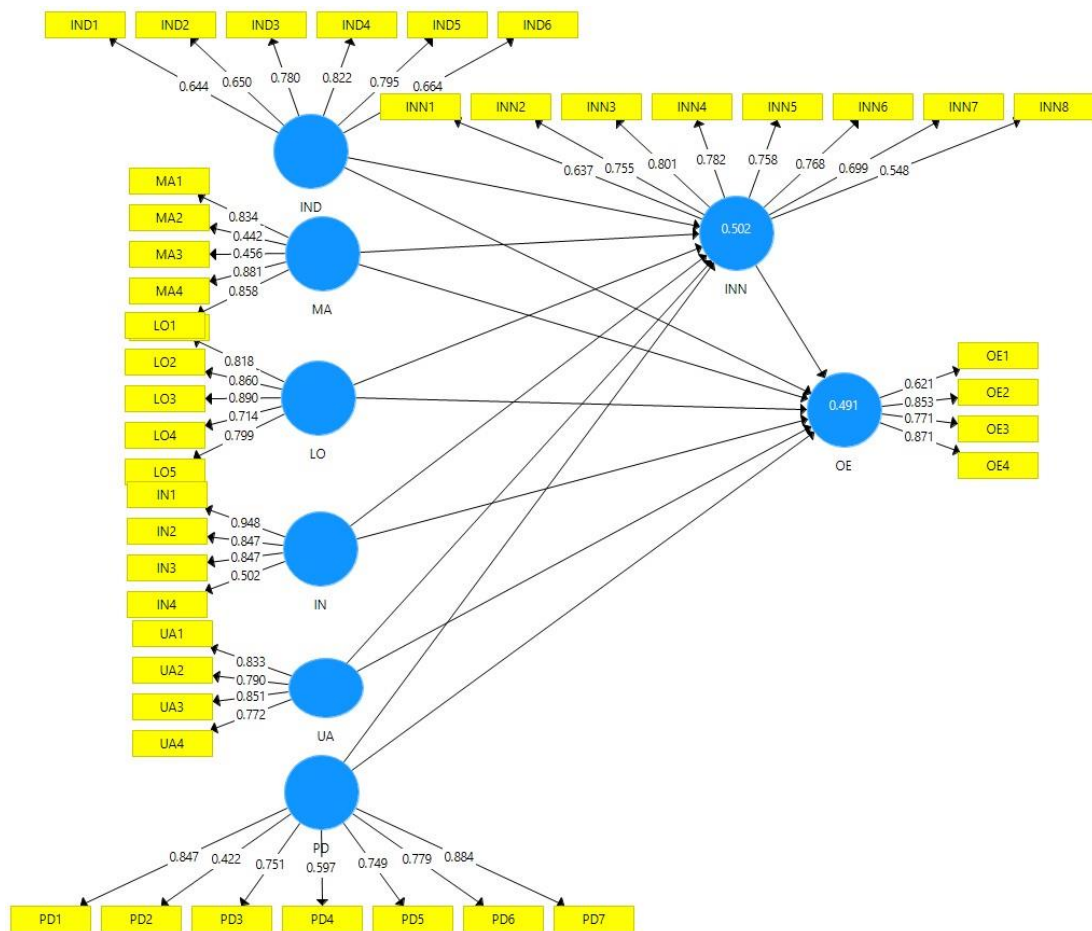 IND1 IND2 IND3 IND4 IND5 IND6
0.644 0.650 0.780 0.822 0.795 0.664
IND
INN1 INN2 INN3 INN4 INN5 INN6 INN7 INN8
0.637 0.755 0.801 0.782 0.758 0.768 0.699 0.548
0.502
INN
MA1
MA2
MA3
MA4
0.834
0.442
0.456
0.881
0.858
MA
LO1
LO2
LO3
LO4
LO5
0.818
0.860
0.890
0.714
0.799
LO
OE1
OE2
OE3
OE4
0.621
0.853
0.771
0.871
0.491
OE
IN1
IN2
IN3
IN4
0.948
0.847
0.847
0.502
IN
UA1
UA2
UA3
UA4
0.833
0.790
0.851
0.772
UA
PD
0.847 0.422 0.751 0.597 0.749 0.779 0.884
PD1 PD2 PD3 PD4 PD5 PD6 PD7